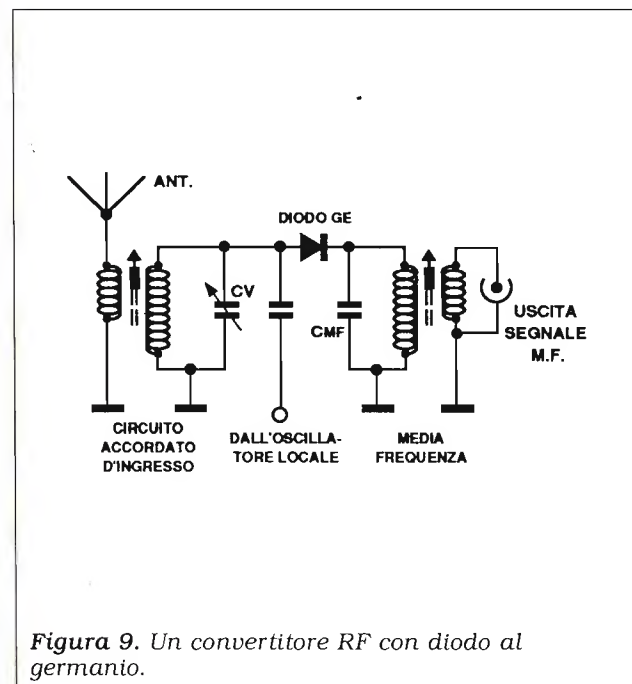 ANT.
DIODO GE
CV
CMF
USCITA
SEGNALE
M.F.
CIRCUITO
ACCORDATO
D'INGRESSO
DALL'OSCILLA-
TORE LOCALE
MEDIA
FREQUENZA
Figura 9. Un convertitore RF con diodo al
germanio.